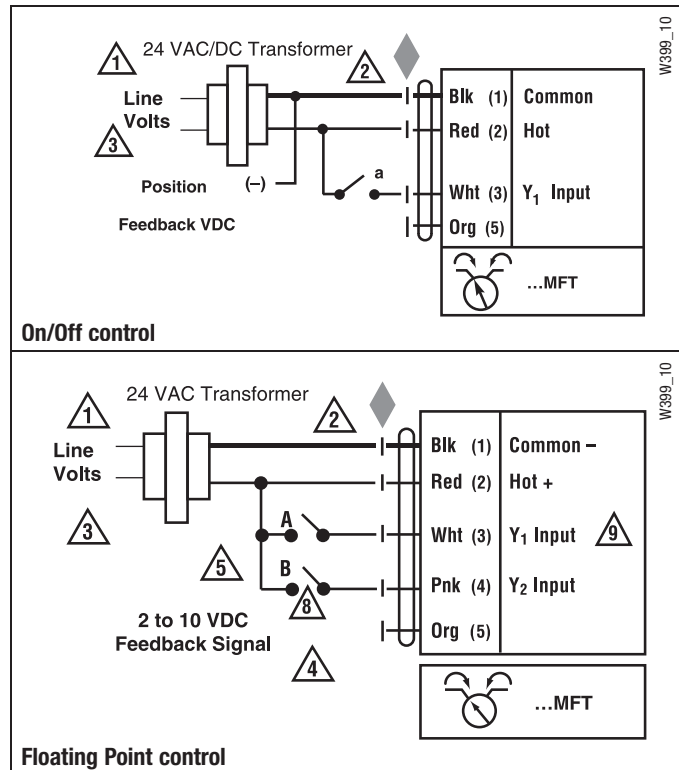 W399_10
24 VAC/DC Transformer
1
2
Line
Volts
3
Blk (1) Common
Red (2) Hot
a
Position (–)
Wht (3) Y1 Input
Feedback VDC
Org (5)
...MFT
On/Off control
W399_10
24 VAC Transformer
1
2
Line
Volts
3
Blk (1) Common –
Red (2) Hot +
A
Wht (3) Y1 Input
9
5
B
8
Pnk (4) Y2 Input
2 to 10 VDC
Feedback Signal
4
Org (5)
...MFT
Floating Point control